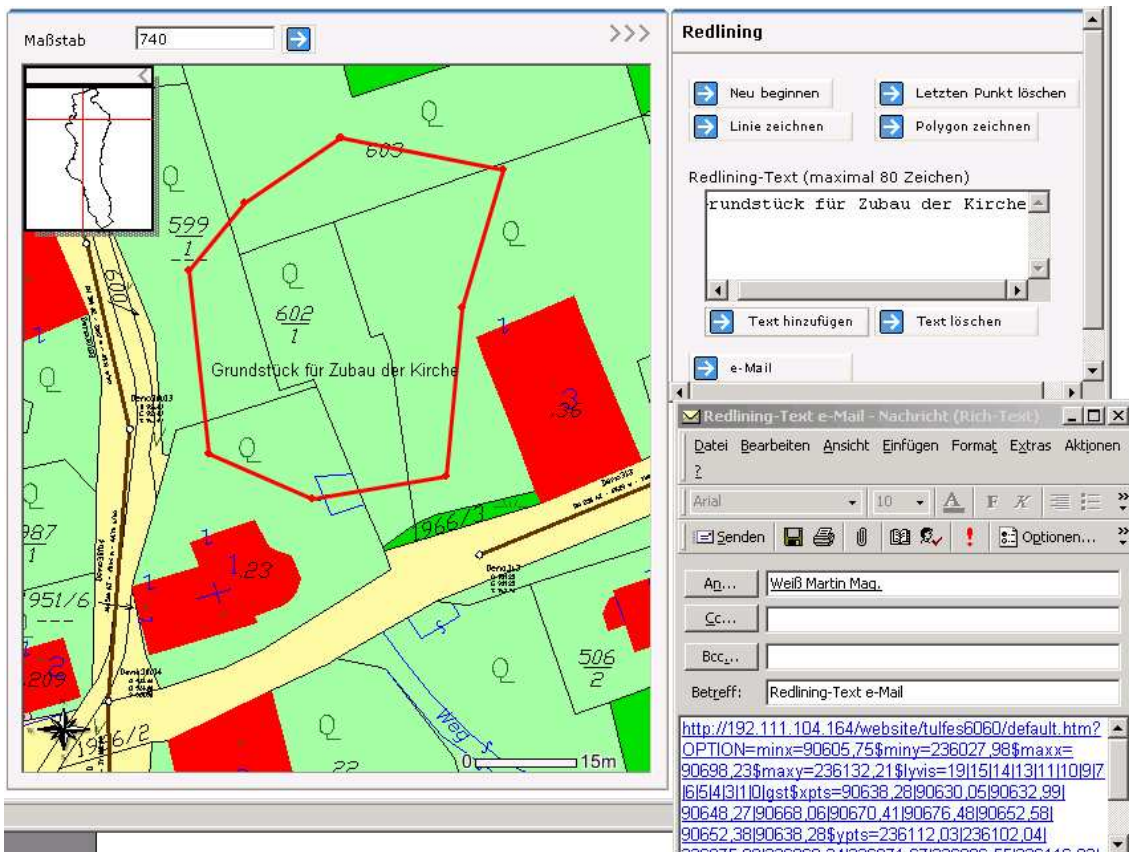 Maßstab
740
>>>
Q
603
Q
599
1
Q
Q
602
1
600/1
Grundstück für Zubau der Kirche
1
3
.36
Q
Q
Q
987
1
1966/3
1
1.23
951/6
2
.209
Q
506
2
S
Weg
S
Q
1966/2
22
0
15m
Redlining
Neu beginnen
Letzten Punkt löschen
Linie zeichnen
Polygon zeichnen
Redlining-Text (maximal 80 Zeichen)
rundstück für Zubau der Kirche
Text hinzufügen
Text löschen
e-Mail
Redlining-Text e-Mail - Nachricht (Rich-Text)
Datei Bearbeiten Ansicht Einfügen Format Extras Aktionen
?
Arial
10
A F K
Senden
Optionen...
An...
Weiß Martin Mag.
Cc...
Bcc...
Betreff:
Redlining-Text e-Mail
http://192.111.104.164/website/tulfes6060/default.htm?
OPTION=minx=90605,75$miny=236027,98$maxx=
90698,23$maxy=236132,21$lyvis=19|15|14|13|11|10|9|7
|6|5|4|3|1|0|gst$xpts=90638,28|90630,05|90632,99|
90648,27|90668,06|90670,41|90676,48|90652,58|
90652,38|90638,28$ypts=236112,03|236102,04|